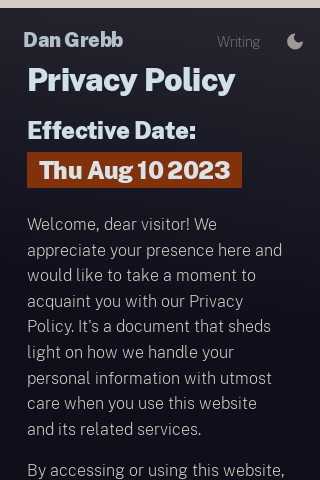 Dan Grebb
Writing
Privacy Policy
Effective Date:
Thu Aug 10 2023
Welcome, dear visitor! We
appreciate your presence here and
would like to take a moment to
acquaint you with our Privacy
Policy. It's a document that sheds
light on how we handle your
personal information with utmost
care when you use this website
and its related services.
By accessing or using this website,